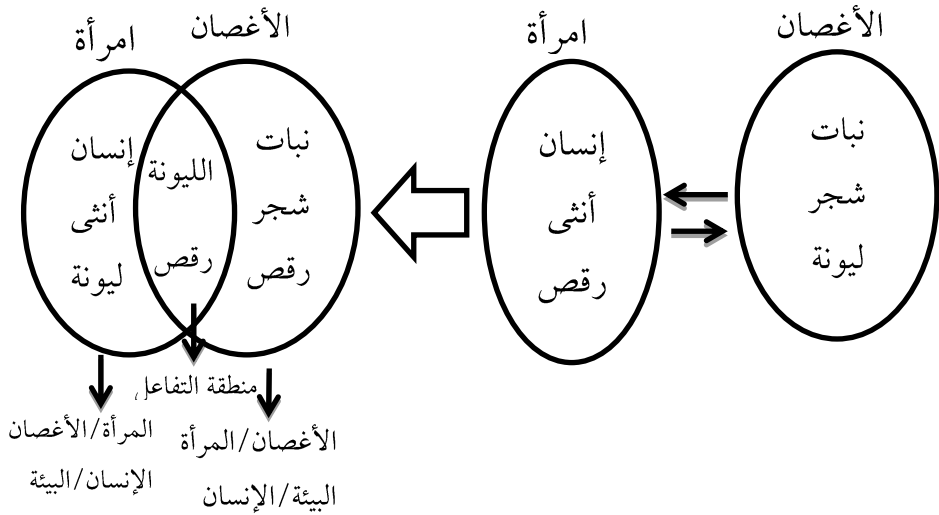 الأغصان
نبات
شجر
ليونة
امرأة
إنسان
أنثى
رقص
الأغصان
نبات
شجر
رقص
الليونة
رقص
امرأة
إنسان
أنثى
ليونة
منطقة التفاعل
الأغصان/المرأة
البيئة/الإنسان
المرأة/الأغصان
الإنسان/البيئة